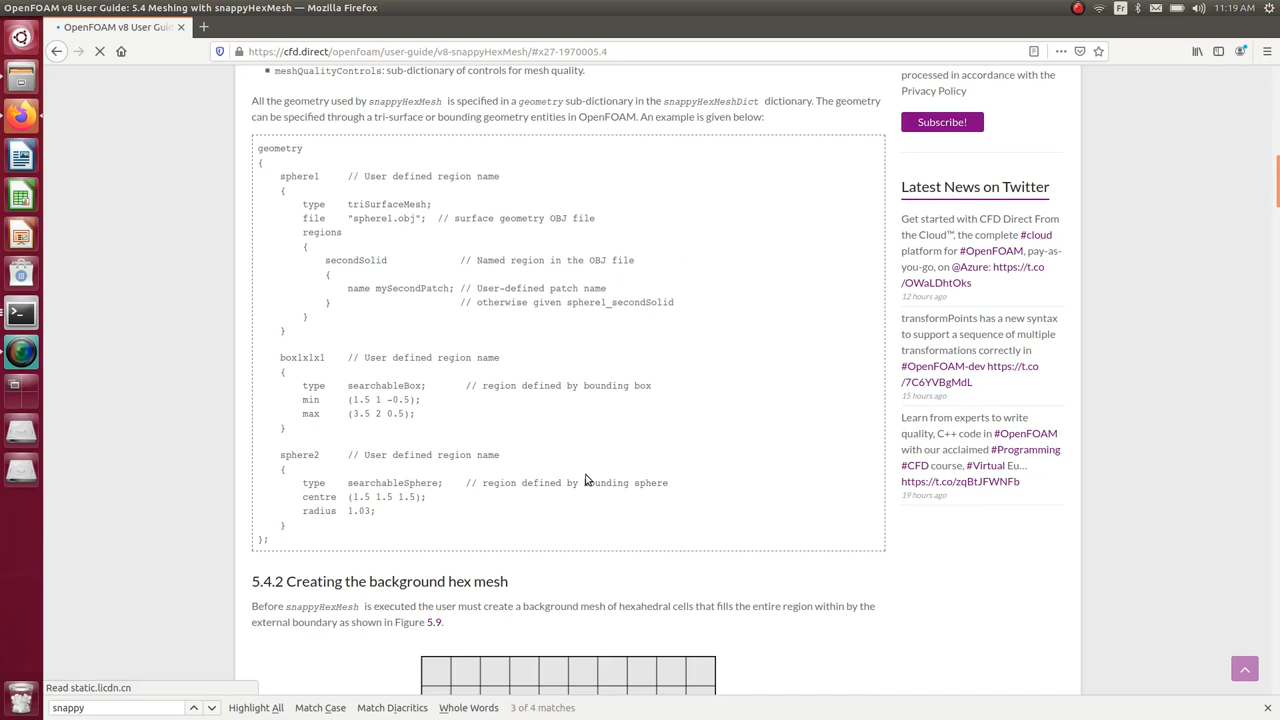 OpenFOAM v8 User Guide: 5.4 Meshing with snappyHexMesh — Mozilla Firefox
Fr
11:19 AM
OpenFOAM v8 User Guid
https://cfd.direct/openfoam/user-guide/v8-snappyHexMesh/#x27-1970005.4
meshQualityControls: sub-dictionary of controls for mesh quality.
All the geometry used by snappyHexMesh is specified in a geometry sub-dictionary in the snappyHexMeshDict dictionary. The geometry
can be specified through a tri-surface or bounding geometry entities in OpenFOAM. An example is given below:
geometry
{
sphere1 // User defined region name
{
type triSurfaceMesh;
file "sphere1.obj"; // surface geometry OBJ file
regions
{
secondSolid // Named region in the OBJ file
{
name mySecondPatch; // User-defined patch name
} // otherwise given sphere1_secondSolid
}
}
box1x1x1 // User defined region name
{
type searchableBox; // region defined by bounding box
min (1.5 1 -0.5);
max (3.5 2 0.5);
}
sphere2 // User defined region name
{
type searchableSphere; // region defined by bounding sphere
centre (1.5 1.5 1.5);
radius 1.03;
}
};
5.4.2 Creating the background hex mesh
Before snappyHexMesh is executed the user must create a background mesh of hexahedral cells that fills the entire region within by the
external boundary as shown in Figure 5.9.
processed in accordance with the
Privacy Policy
Subscribe!
Latest News on Twitter
Get started with CFD Direct From
the Cloud™, the complete #cloud
platform for #OpenFOAM, pay-as-
you-go, on @Azure: https://t.co
/OWaLDhtOks
12 hours ago
transformPoints has a new syntax
to support a sequence of multiple
transformations correctly in
#OpenFOAM-dev https://t.co
/7C6YVBgMdL
15 hours ago
Learn from experts to write
quality, C++ code in #OpenFOAM
with our acclaimed #Programming
#CFD course, #Virtual Eu…
https://t.co/zqBtJFWNFb
19 hours ago
Read static.licdn.cn
snappy
Highlight All
Match Case
Match Diacritics
Whole Words
3 of 4 matches